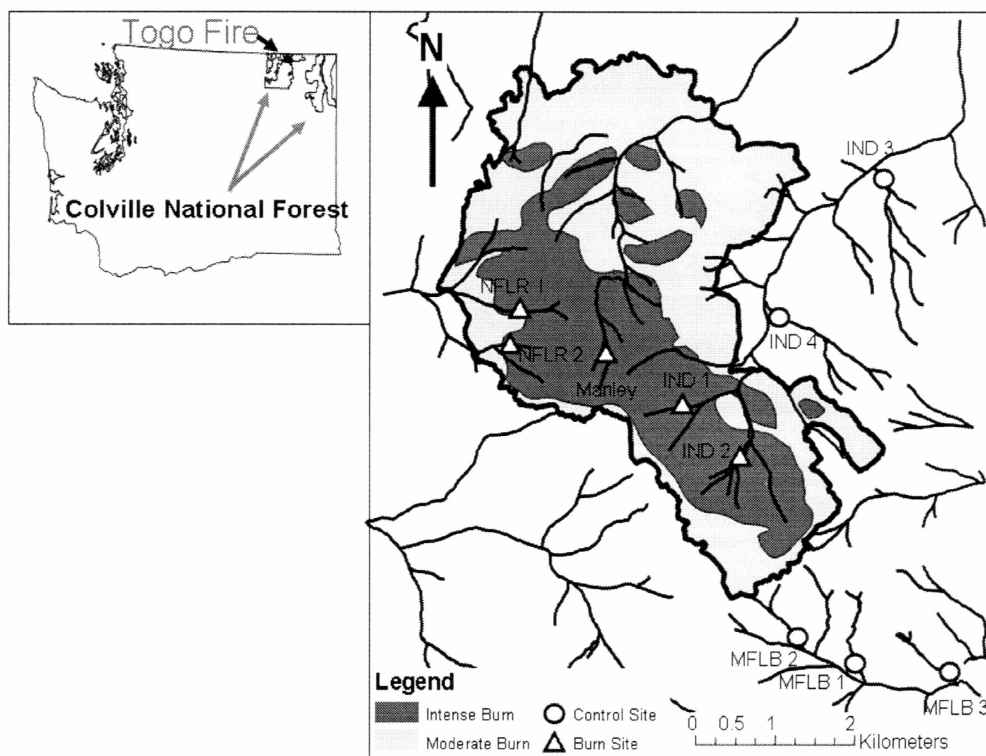 Togo Fire
Colville National Forest
N
IND 3
NFLR 1
IND 4
NFLR 2
Manley
IND 1
IND 2
MFLB 2
MFLB 1
MFLB 3
Legend
Intense Burn
Control Site
Moderate Burn
Burn Site
0 0.5 1 2
Kilometers